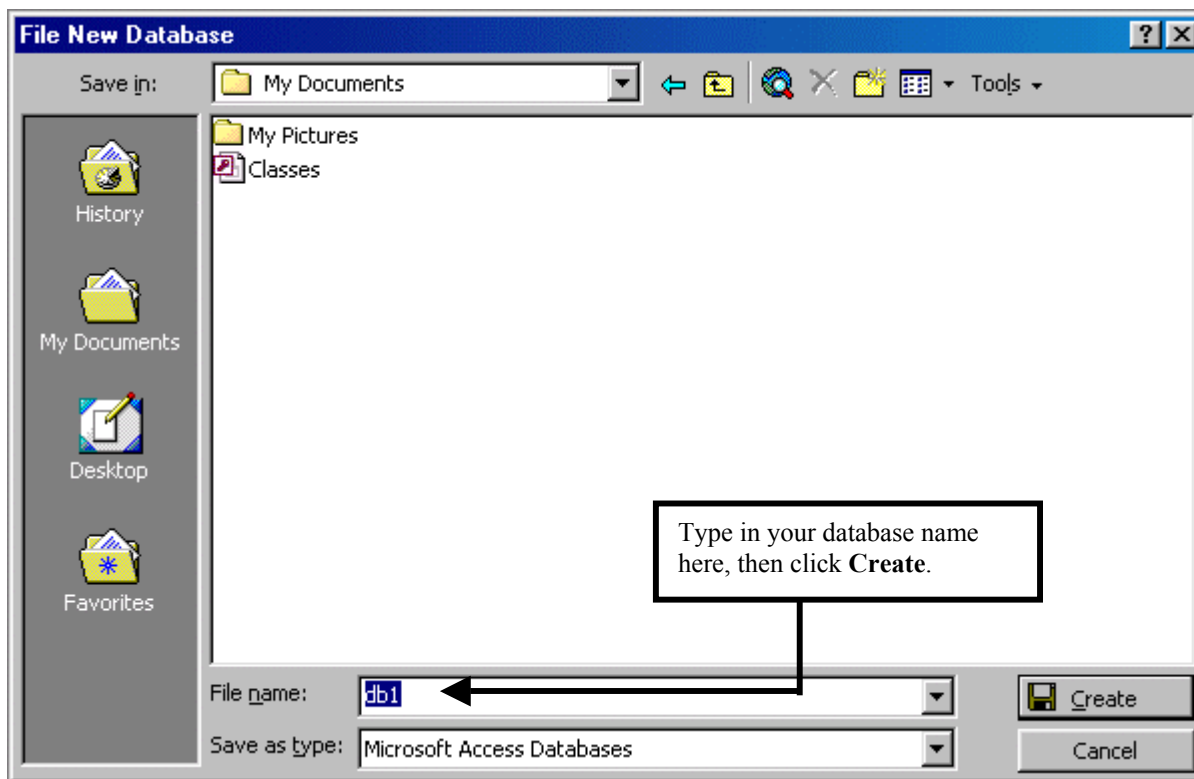 File New Database
Save in:
My Documents
Tools
My Pictures
Classes
History
My Documents
Desktop
Favorites
Type in your database name
here, then click Create.
File name:
db1
Create
Save as type:
Microsoft Access Databases
Cancel